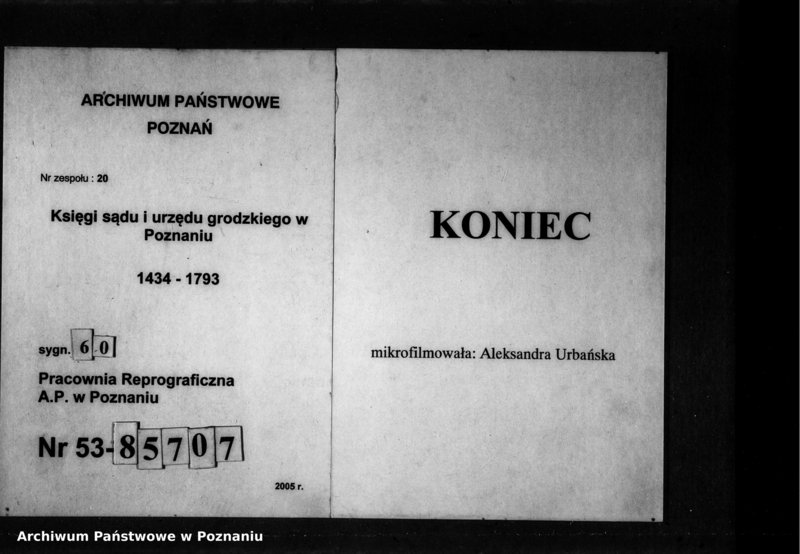 ARCHIWUM PAŃSTWOWE
POZNAŃ
Nr zespołu : 20
Księgi sądu i urzędu grodzkiego w
Poznaniu
1434 - 1793
sygn. 60
Pracownia Reprograficzna
A.P. w Poznaniu
Nr 53-85707
2005 r.
KONIEC
mikrofilmowała: Aleksandra Urbańska
Archiwum Państwowe w Poznaniu